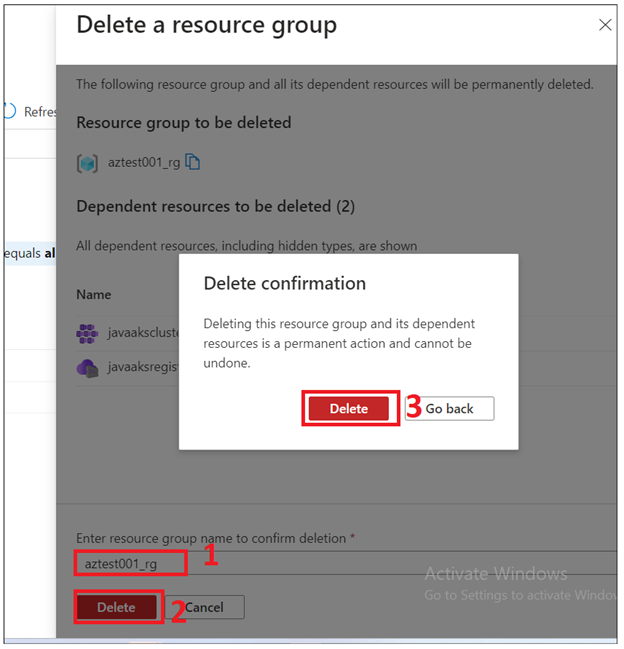 Delete a resource group
The following resource group and all its dependent resources will be permanently deleted.
Refres
Resource group to be deleted
aztest001_rg
Dependent resources to be deleted (2)
equals al
All dependent resources, including hidden types, are shown
Name
javaaksclust
javaaksregis
Delete confirmation
Deleting this resource group and its dependent
resources is a permanent action and cannot be
undone.
Delete 3 Go back
Enter resource group name to confirm deletion *
aztest001_rg 1
Delete 2 Cancel
Activate Windows
Go to Settings to activate Window